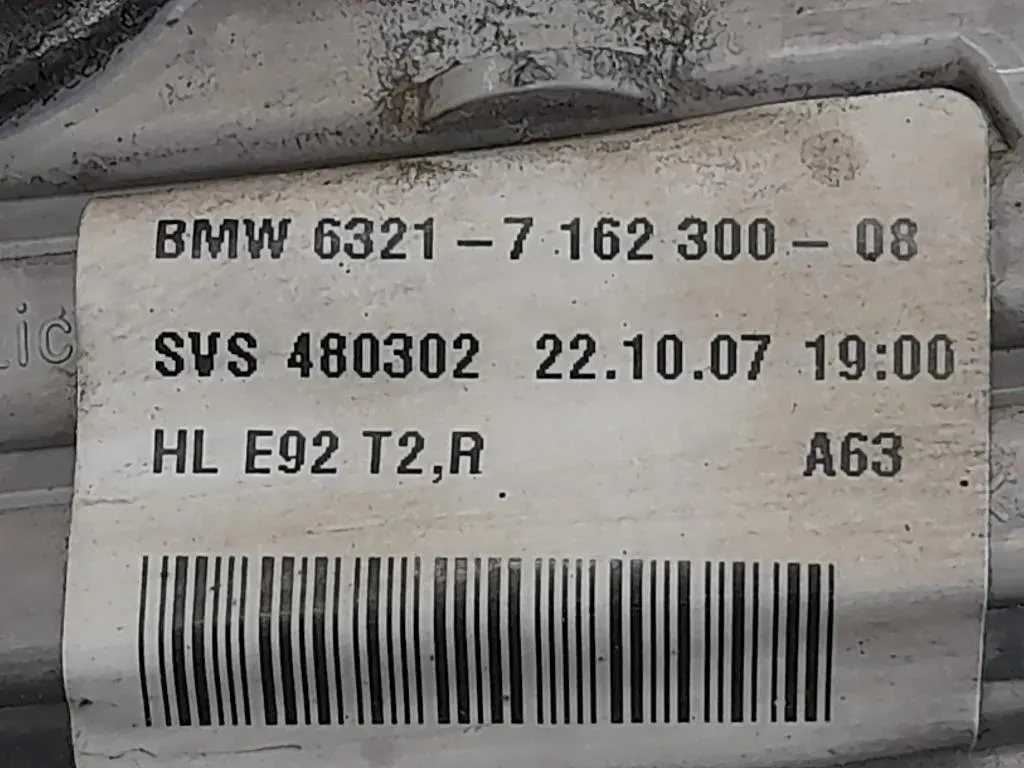 BMW 6321-7 162 300-08
SVS 480302 22.10.07 19:00
HL E92 T2,R A63